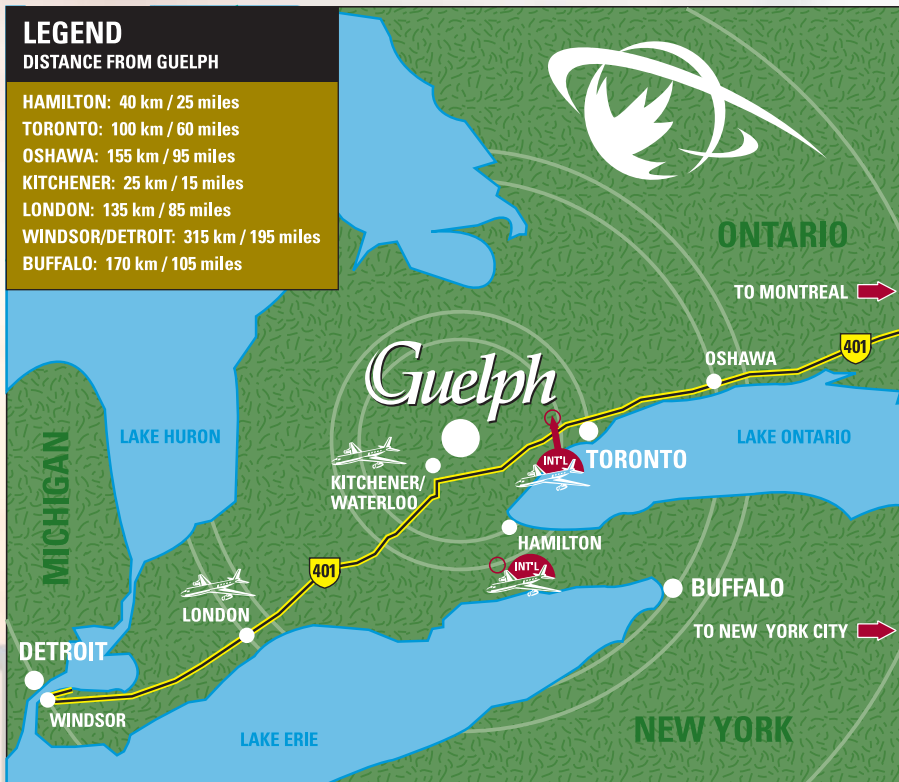 LEGEND
DISTANCE FROM GUELPH
HAMILTON: 40 km / 25 miles
TORONTO: 100 km / 60 miles
OSHAWA: 155 km / 95 miles
KITCHENER: 25 km / 15 miles
LONDON: 135 km / 85 miles
WINDSOR/DETROIT: 315 km / 195 miles
BUFFALO: 170 km / 105 miles
ONTARIO
TO MONTREAL
401
OSHAWA
Guelph
LAKE HURON
LAKE ONTARIO
MICHIGAN
INT'L
TORONTO
KITCHENER/
WATERLOO
HAMILTON
INT'L
401
BUFFALO
LONDON
TO NEW YORK CITY
DETROIT
WINDSOR
LAKE ERIE
NEW YORK